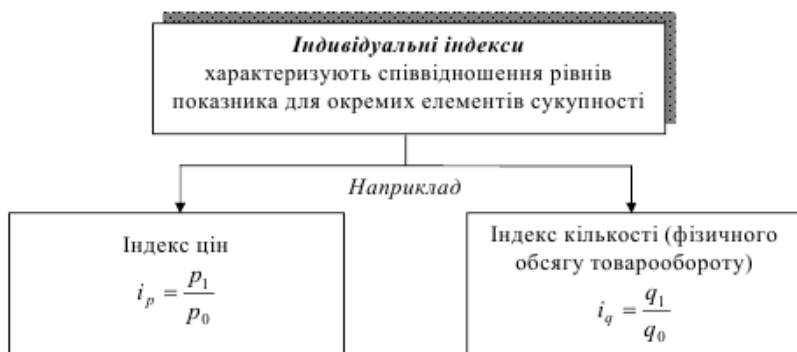 Індивидуальні індекси
характеризують співвідношення рівнів
показника для окремих елементів сукупності
Наприклад
Індекс цін
i_p = p_1 / p_0
Індекс кількості (фізичного
обсягу товарообороту)
i_q = q_1 / q_0